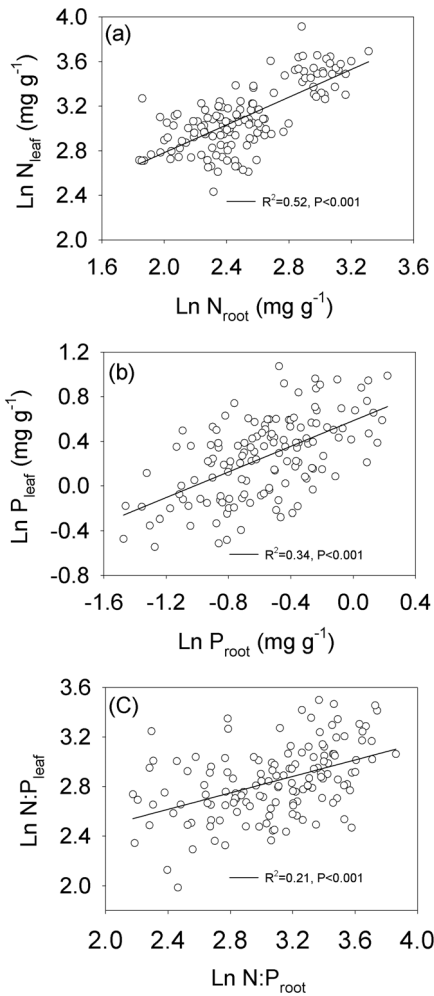 (a)
Ln N_leaf (mg g⁻¹)
4.0
3.6
3.2
2.8
2.4
2.0
R²=0.52, P<0.001
1.6 2.0 2.4 2.8 3.2 3.6
Ln N_root (mg g⁻¹)
(b)
Ln P_leaf (mg g⁻¹)
1.2
0.8
0.4
0.0
-0.4
-0.8
R²=0.34, P<0.001
-1.6 -1.2 -0.8 -0.4 0.0 0.4
Ln P_root (mg g⁻¹)
(C)
Ln N:P_leaf
3.6
3.2
2.8
2.4
2.0
R²=0.21, P<0.001
2.0 2.4 2.8 3.2 3.6 4.0
Ln N:P_root